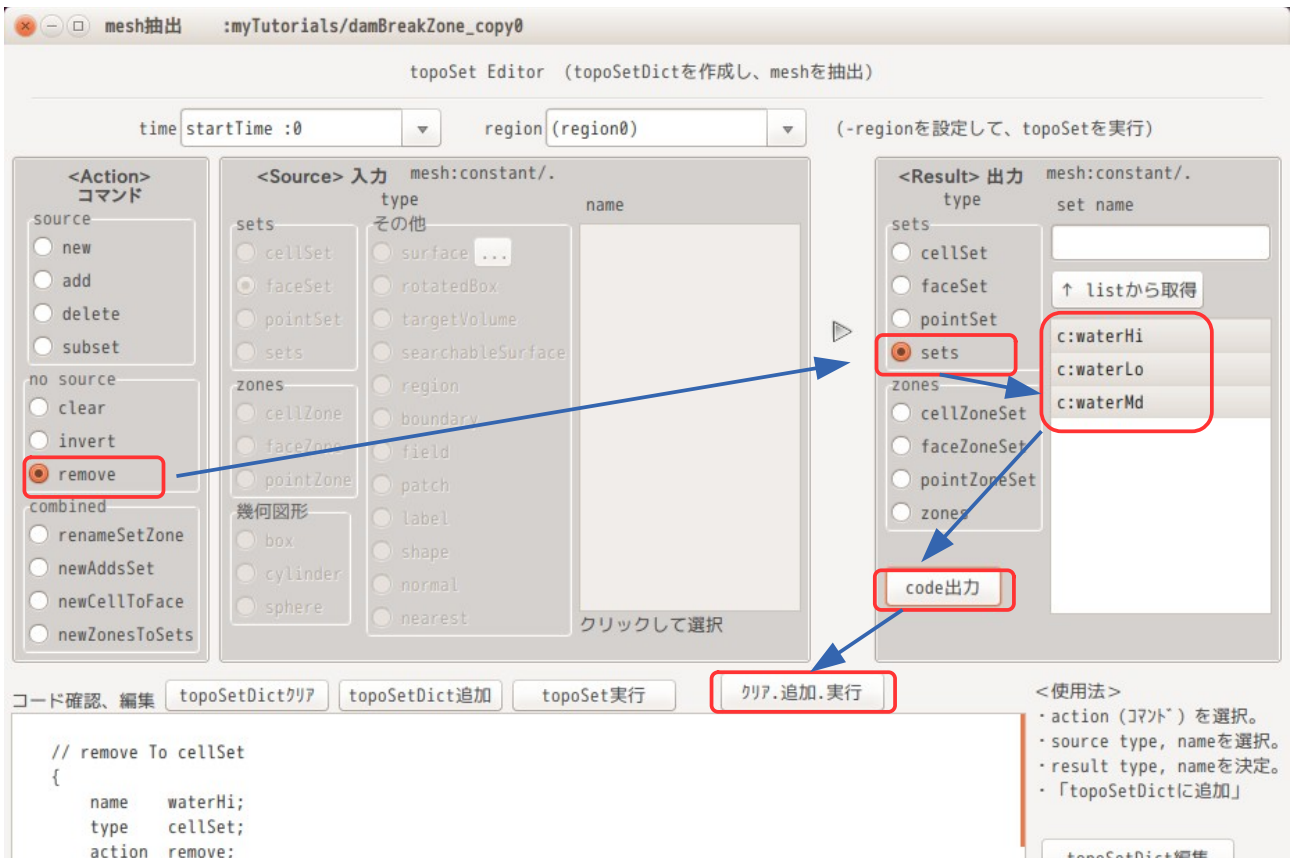 mesh抽出 :myTutorials/damBreakZone_copy0
topoSet Editor (topoSetDictを作成し、meshを抽出)
time startTime :0 region (region0) (-regionを設定して、topoSetを実行)
<Action>
コマンド
source
new
add
delete
subset
no source
clear
invert
remove
combined
renameSetZone
newAddsSet
newCellToFace
newZonesToSets
<Source> 入力 mesh:constant/.
type
name
sets
cellSet
faceSet
pointSet
sets
zones
cellZone
faceZone
pointZone
幾何図形
box
cylinder
sphere
その他
surface ...
rotatedBox
targetVolume
searchableSurface
region
boundary
field
patch
label
shape
normal
nearest
クリックして選択
<Result> 出力 mesh:constant/.
type
set name
sets
cellSet
faceSet
pointSet
sets
zones
cellZoneSet
faceZoneSet
pointZoneSet
zones
↑ listから取得
c:waterHi
c:waterLo
c:waterMd
code出力
コード確認、編集 topoSetDictｸﾘｱ topoSetDict追加 topoSet実行 ｸﾘｱ.追加.実行
// remove To cellSet
{
name waterHi;
type cellSet;
action remove;
<使用法>
・action (ｺﾏﾝﾄﾞ) を選択。
・source type, nameを選択。
・result type, nameを決定。
・「topoSetDictに追加」
topoSetDict編集